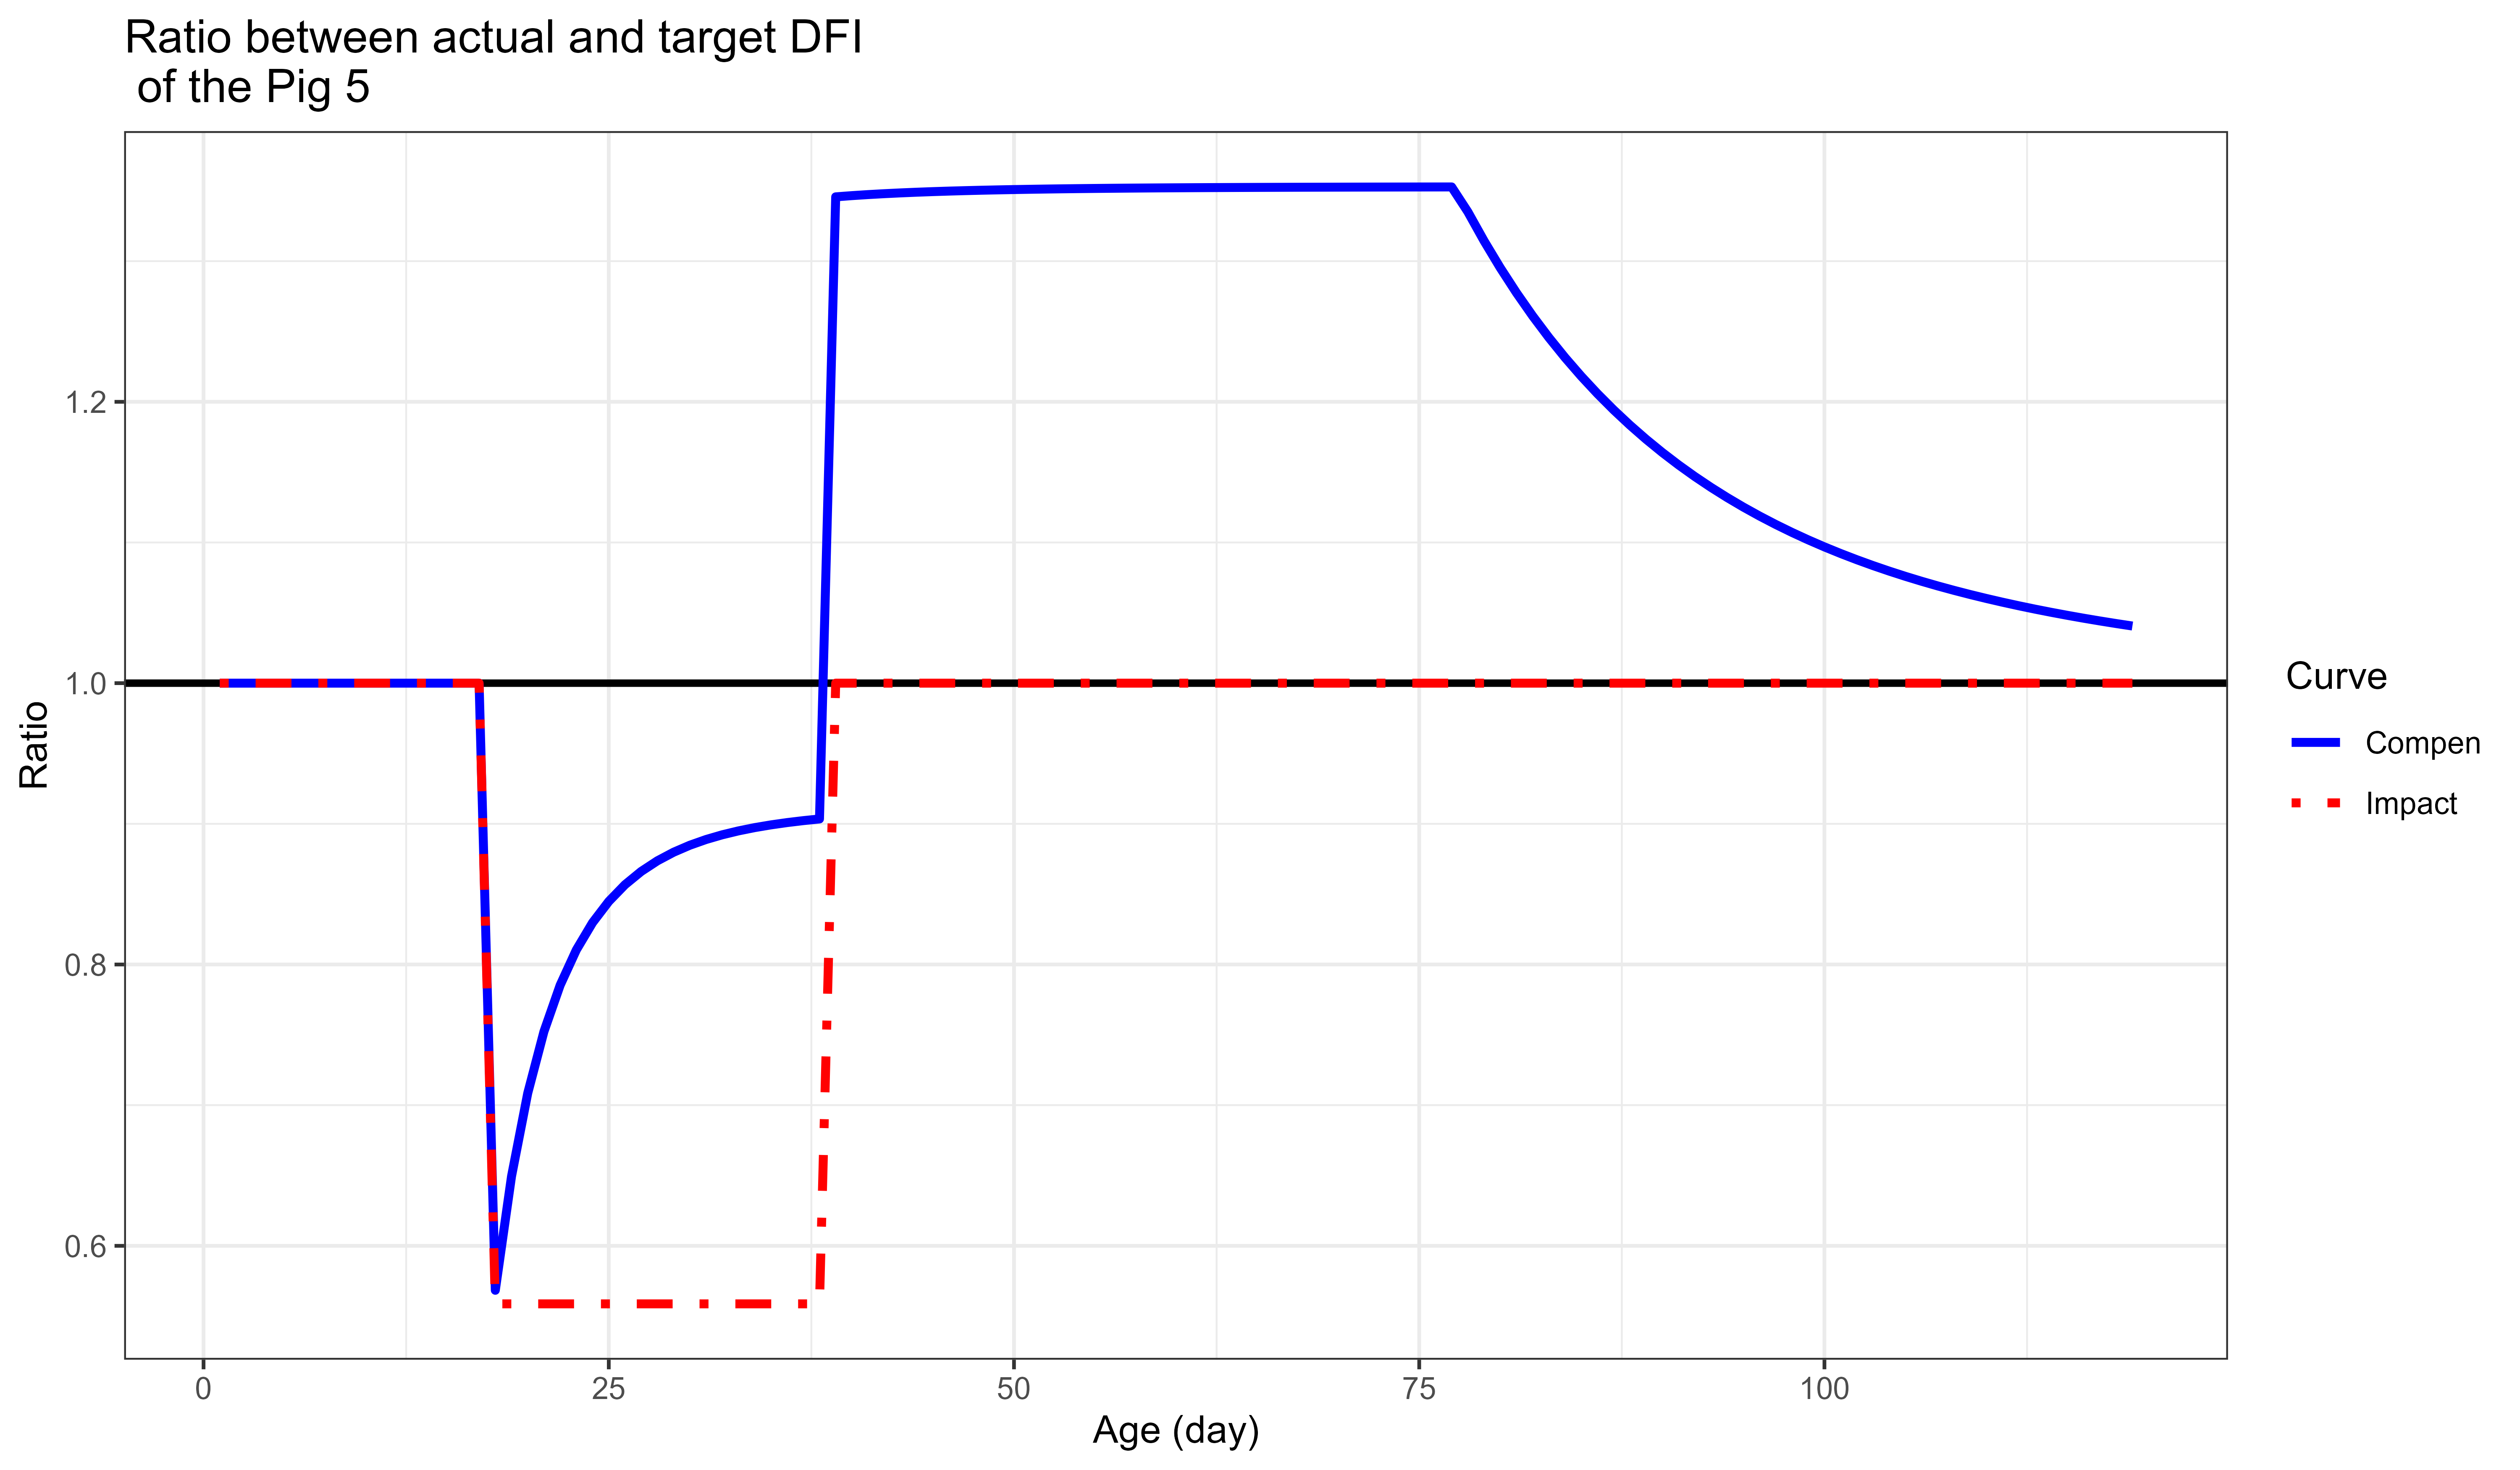 Ratio between actual and target DFI
of the Pig 5
1.2
1.0
0.8
0.6
Ratio
0
25
50
75
100
Age (day)
Curve
Compen
Impact